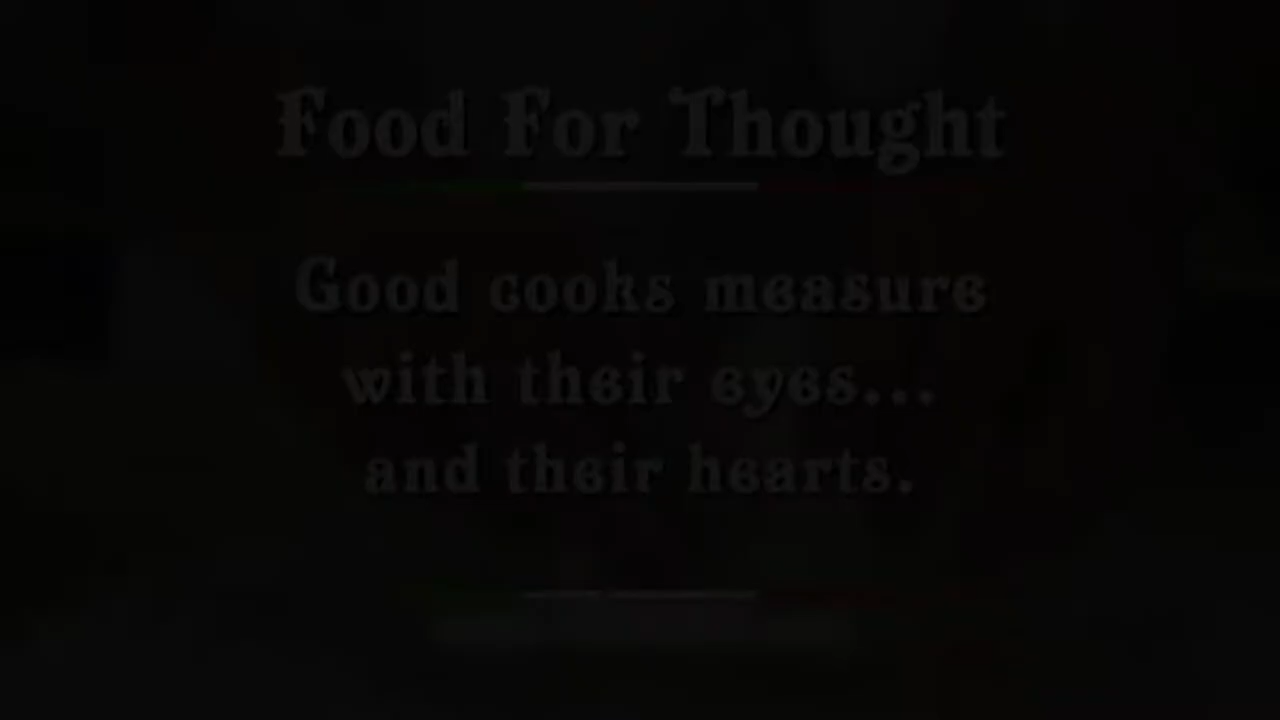 Food For Thought
Good cooks measure
with their eyes...
and their hearts.